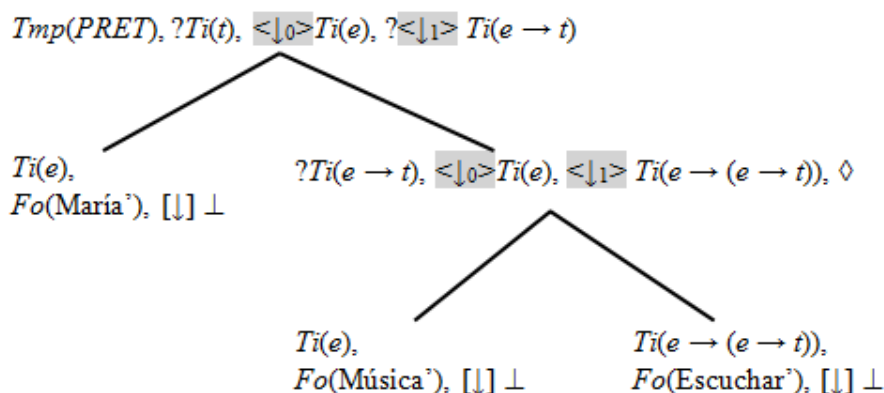 Tmp(PRET), ?Ti(t), <↓₀>Ti(e), ?<↓₁> Ti(e → t)
Ti(e),
Fo(María’), [↓] ⊥
?Ti(e → t), <↓₀>Ti(e), <↓₁> Ti(e → (e → t)), ◊
Ti(e),
Fo(Música’), [↓] ⊥
Ti(e → (e → t)),
Fo(Escuchar’), [↓] ⊥